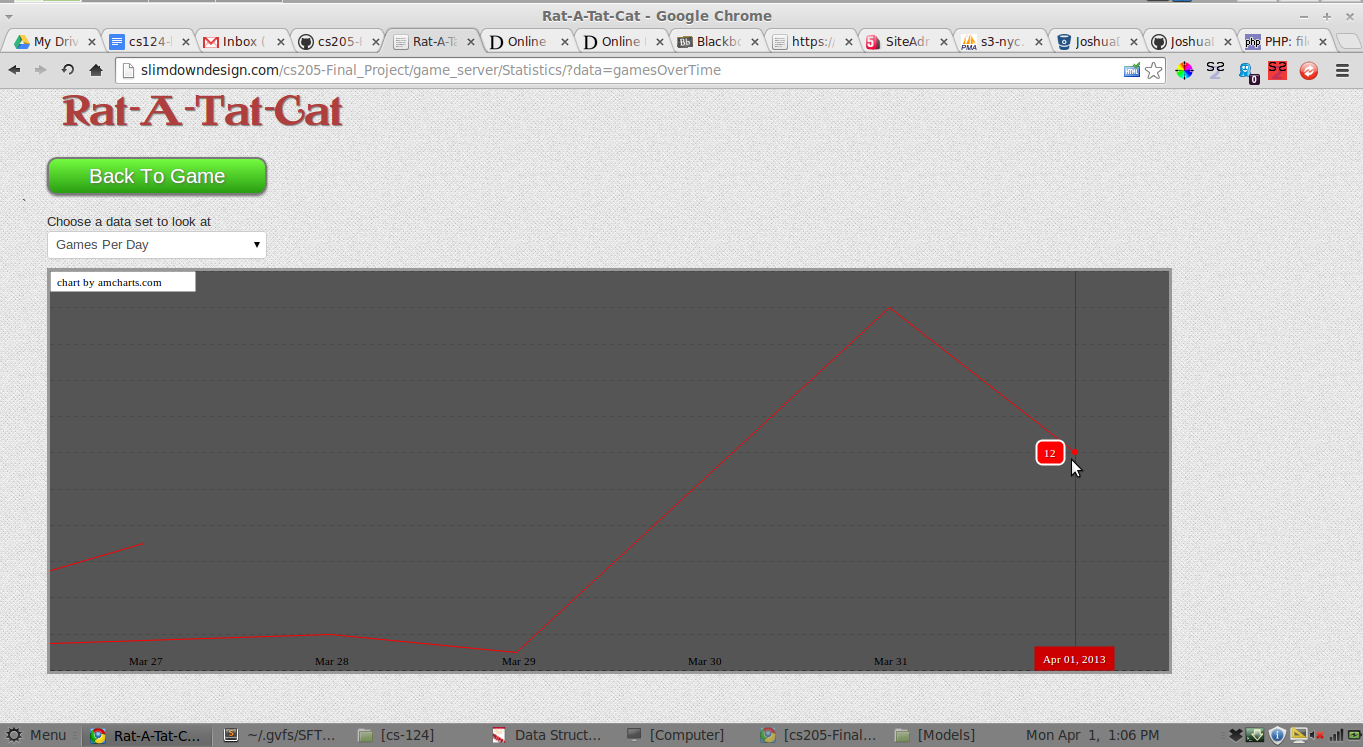 Rat-A-Tat-Cat - Google Chrome
My Driv
cs124-
Inbox (
cs205-
Rat-A-Ta
Online
Online
Blackbo
https:/
SiteAdr
s3-nyc.
Joshua
Joshual
PHP: fil
slimdowndesign.com/cs205-Final_Project/game_server/Statistics/?data=gamesOverTime
Rat-A-Tat-Cat
Back To Game
Choose a data set to look at
Games Per Day
chart by amcharts.com
12
Mar 27
Mar 28
Mar 29
Mar 30
Mar 31
Apr 01, 2013
Menu
Rat-A-Tat-C...
~/.gvfs/SFT...
[cs-124]
Data Struct...
[Computer]
[cs205-Final...
[Models]
Mon Apr 1, 1:06 PM